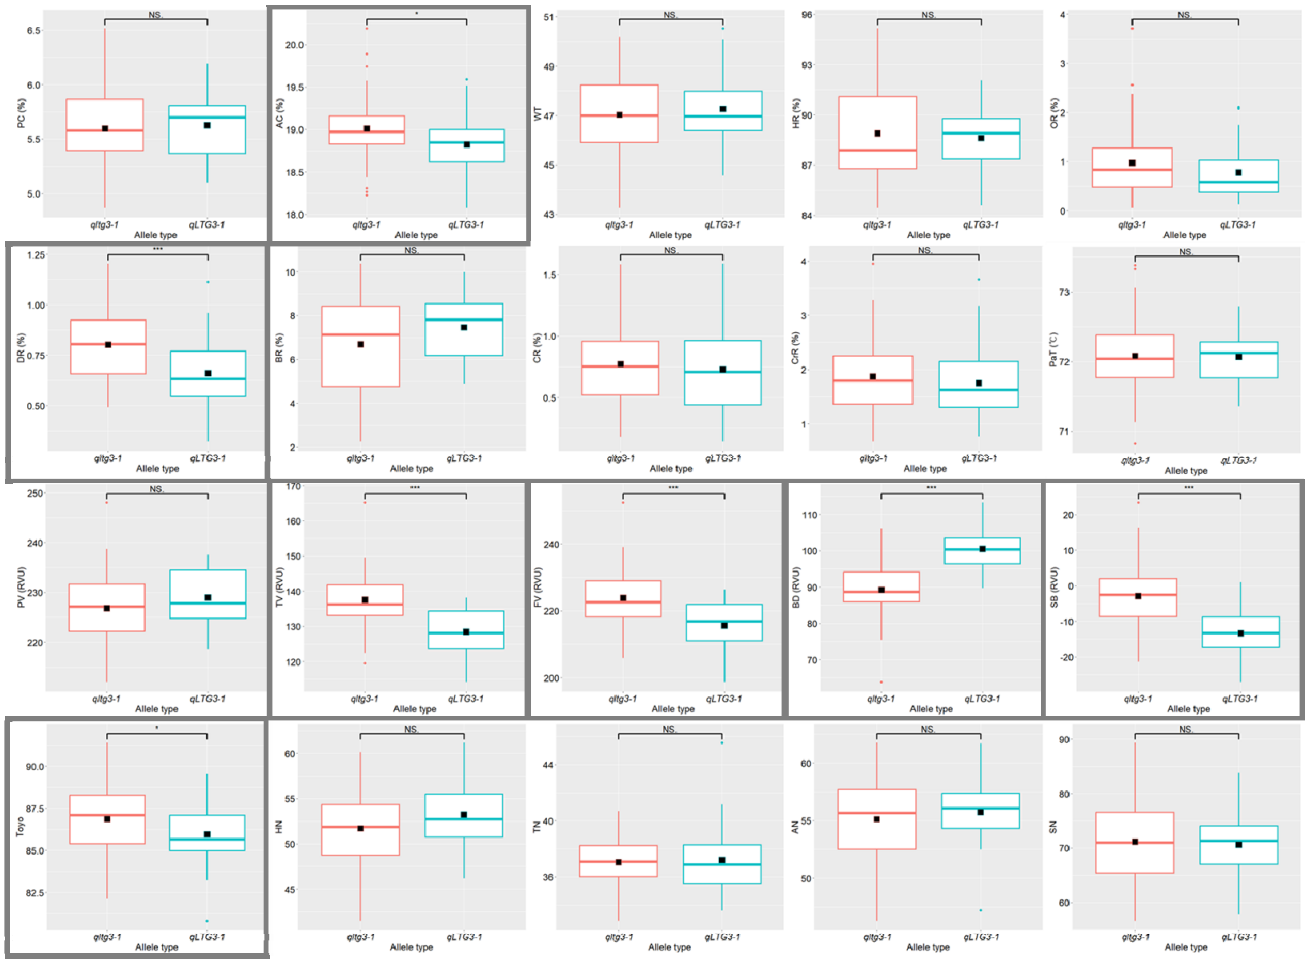 NS.
6.5
6.0
5.5
5.0
PC (%)
qltg3-1 qLTG3-1
Allele type
*
20.0
19.5
19.0
18.5
18.0
AC (%)
qltg3-1 qLTG3-1
Allele type
NS.
51
49
47
45
43
WT
qltg3-1 qLTG3-1
Allele type
NS.
96
93
90
87
84
HR (%)
qltg3-1 qLTG3-1
Allele type
NS.
4
3
2
1
0
OR (%)
qltg3-1 qLTG3-1
Allele type
***
1.25
1.00
0.75
0.50
DR (%)
qltg3-1 qLTG3-1
Allele type
NS.
10
8
6
4
2
BR (%)
qltg3-1 qLTG3-1
Allele type
NS.
1.5
1.0
0.5
CR (%)
qltg3-1 qLTG3-1
Allele type
NS.
4
3
2
1
CrR (%)
qltg3-1 qLTG3-1
Allele type
NS.
73
72
71
PaT (℃)
qltg3-1 qLTG3-1
Allele type
NS.
250
240
230
220
PV (RVU)
qltg3-1 qLTG3-1
Allele type
***
170
160
150
140
130
120
TV (RVU)
qltg3-1 qLTG3-1
Allele type
***
240
220
200
FV (RVU)
qltg3-1 qLTG3-1
Allele type
***
110
100
90
80
70
BD (RVU)
qltg3-1 qLTG3-1
Allele type
***
20
10
0
-10
-20
SB (RVU)
qltg3-1 qLTG3-1
Allele type
*
90.0
87.5
85.0
82.5
Toyo
qltg3-1 qLTG3-1
Allele type
NS.
60
55
50
45
HN
qltg3-1 qLTG3-1
Allele type
NS.
44
40
36
TN
qltg3-1 qLTG3-1
Allele type
NS.
60
55
50
AN
qltg3-1 qLTG3-1
Allele type
NS.
90
80
70
60
SN
qltg3-1 qLTG3-1
Allele type